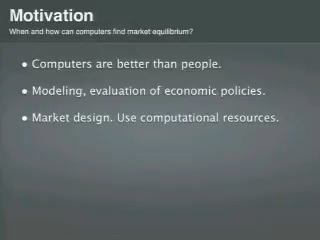 Motivation
When and how can computers find market equilibrium?
● Computers are better than people.
● Modeling, evaluation of economic policies.
● Market design. Use computational resources.